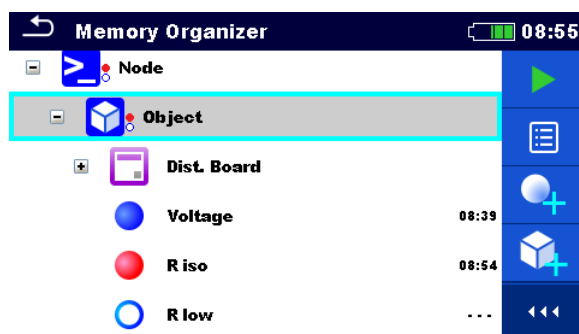 Memory Organizer 08:55
Node
Object
Dist. Board
Voltage 08:39
R iso 08:54
R low ---